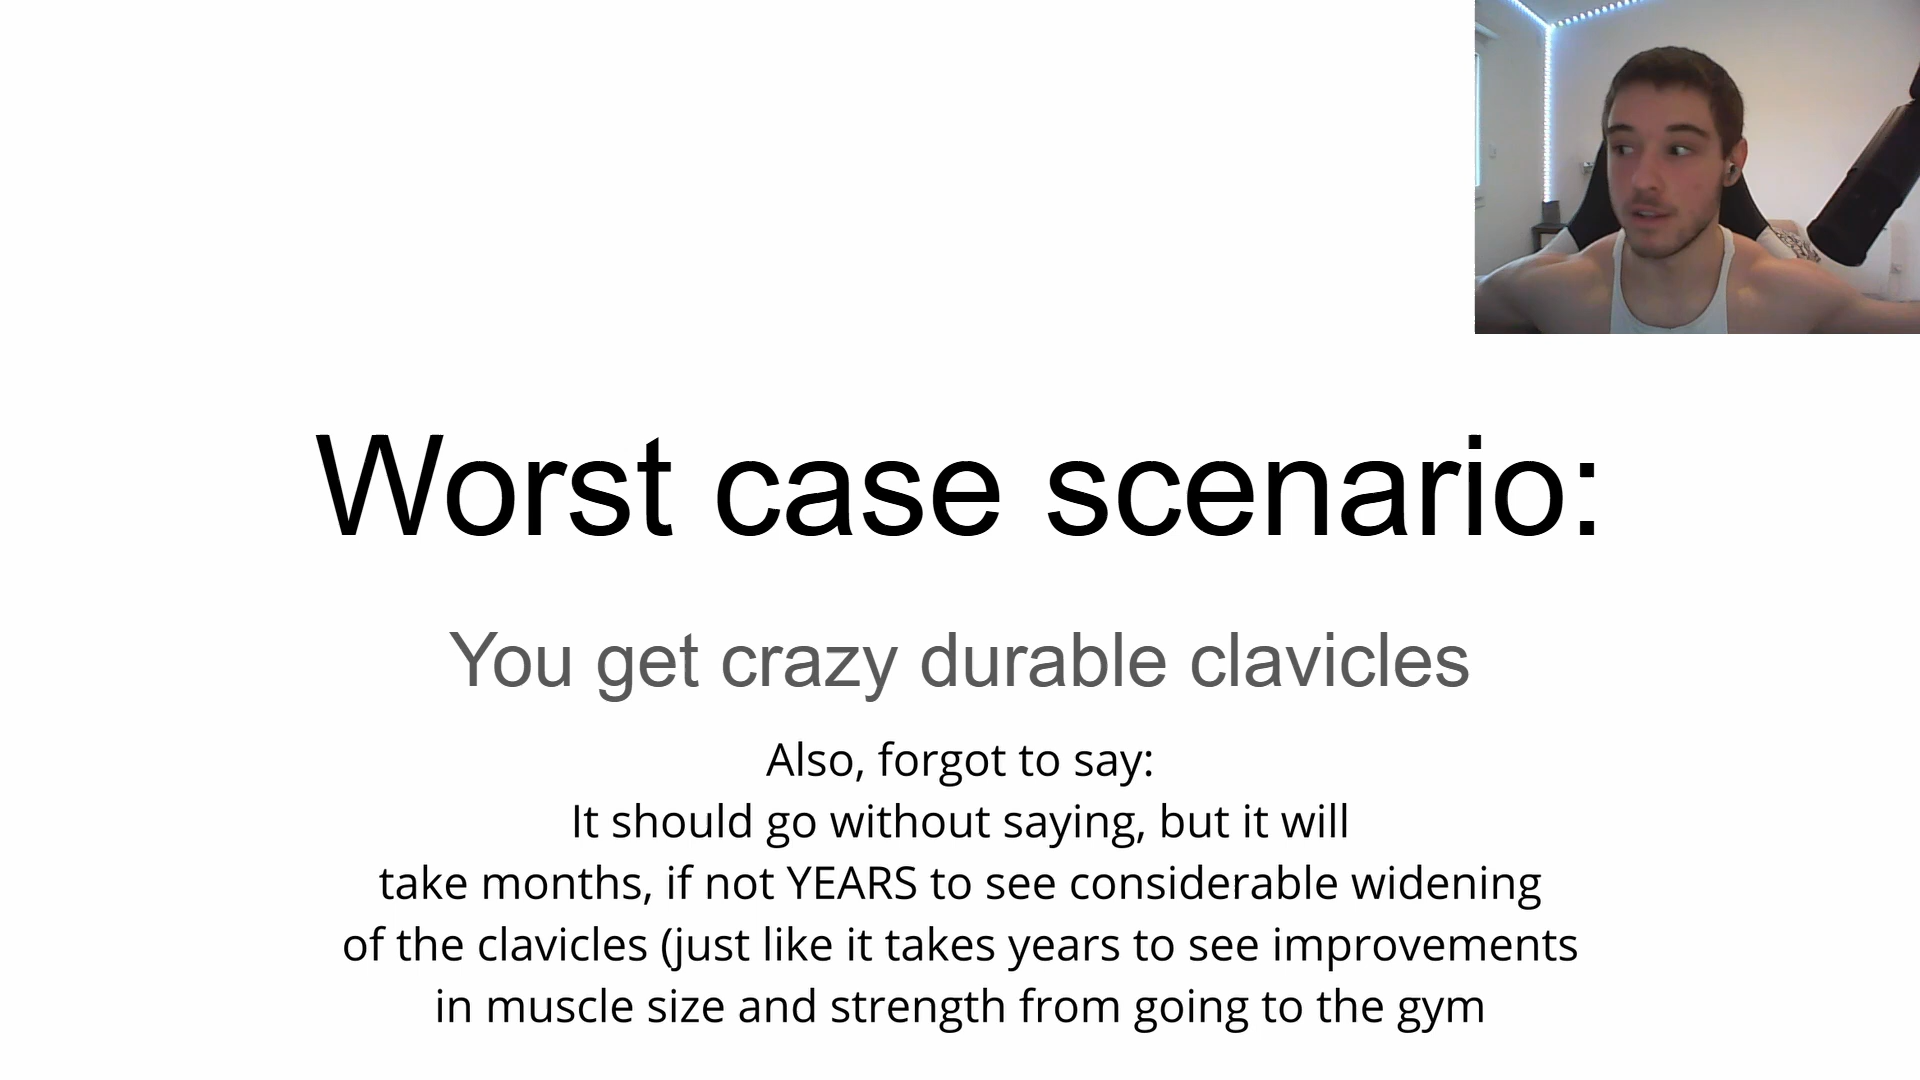 Worst case scenario:
You get crazy durable clavicles
Also, forgot to say:
It should go without saying, but it will
take months, if not YEARS to see considerable widening
of the clavicles (just like it takes years to see improvements
in muscle size and strength from going to the gym